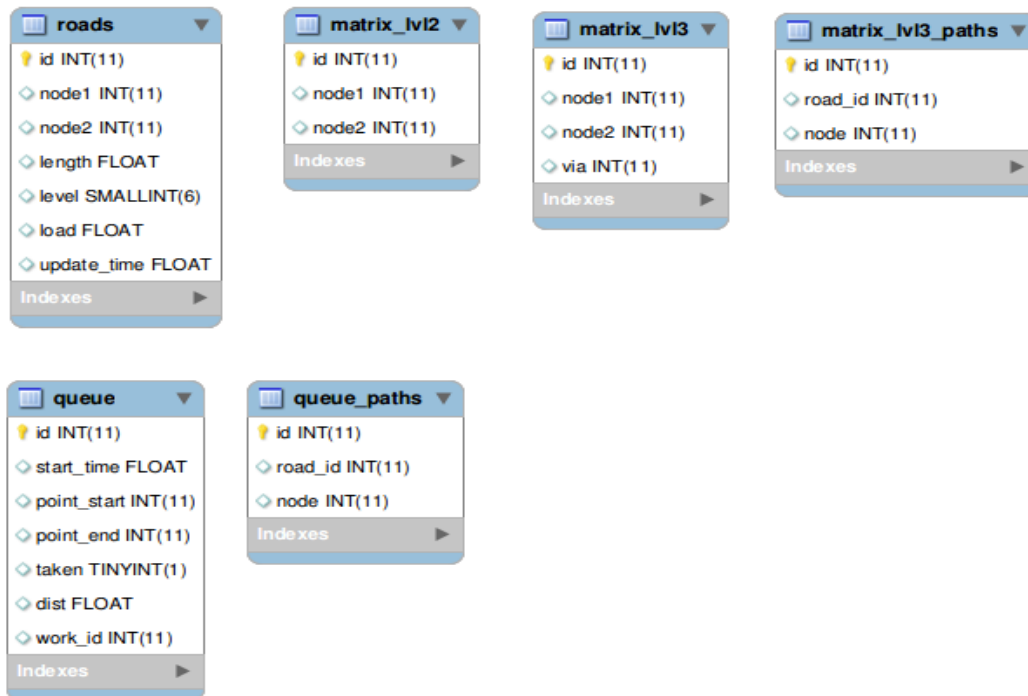 roads
id INT(11)
node1 INT(11)
node2 INT(11)
length FLOAT
level SMALLINT(6)
load FLOAT
update_time FLOAT
Indexes
matrix_lvl2
id INT(11)
node1 INT(11)
node2 INT(11)
Indexes
matrix_lvl3
id INT(11)
node1 INT(11)
node2 INT(11)
via INT(11)
Indexes
matrix_lvl3_paths
id INT(11)
road_id INT(11)
node INT(11)
Indexes
queue
id INT(11)
start_time FLOAT
point_start INT(11)
point_end INT(11)
taken TINYINT(1)
dist FLOAT
work_id INT(11)
Indexes
queue_paths
id INT(11)
road_id INT(11)
node INT(11)
Indexes